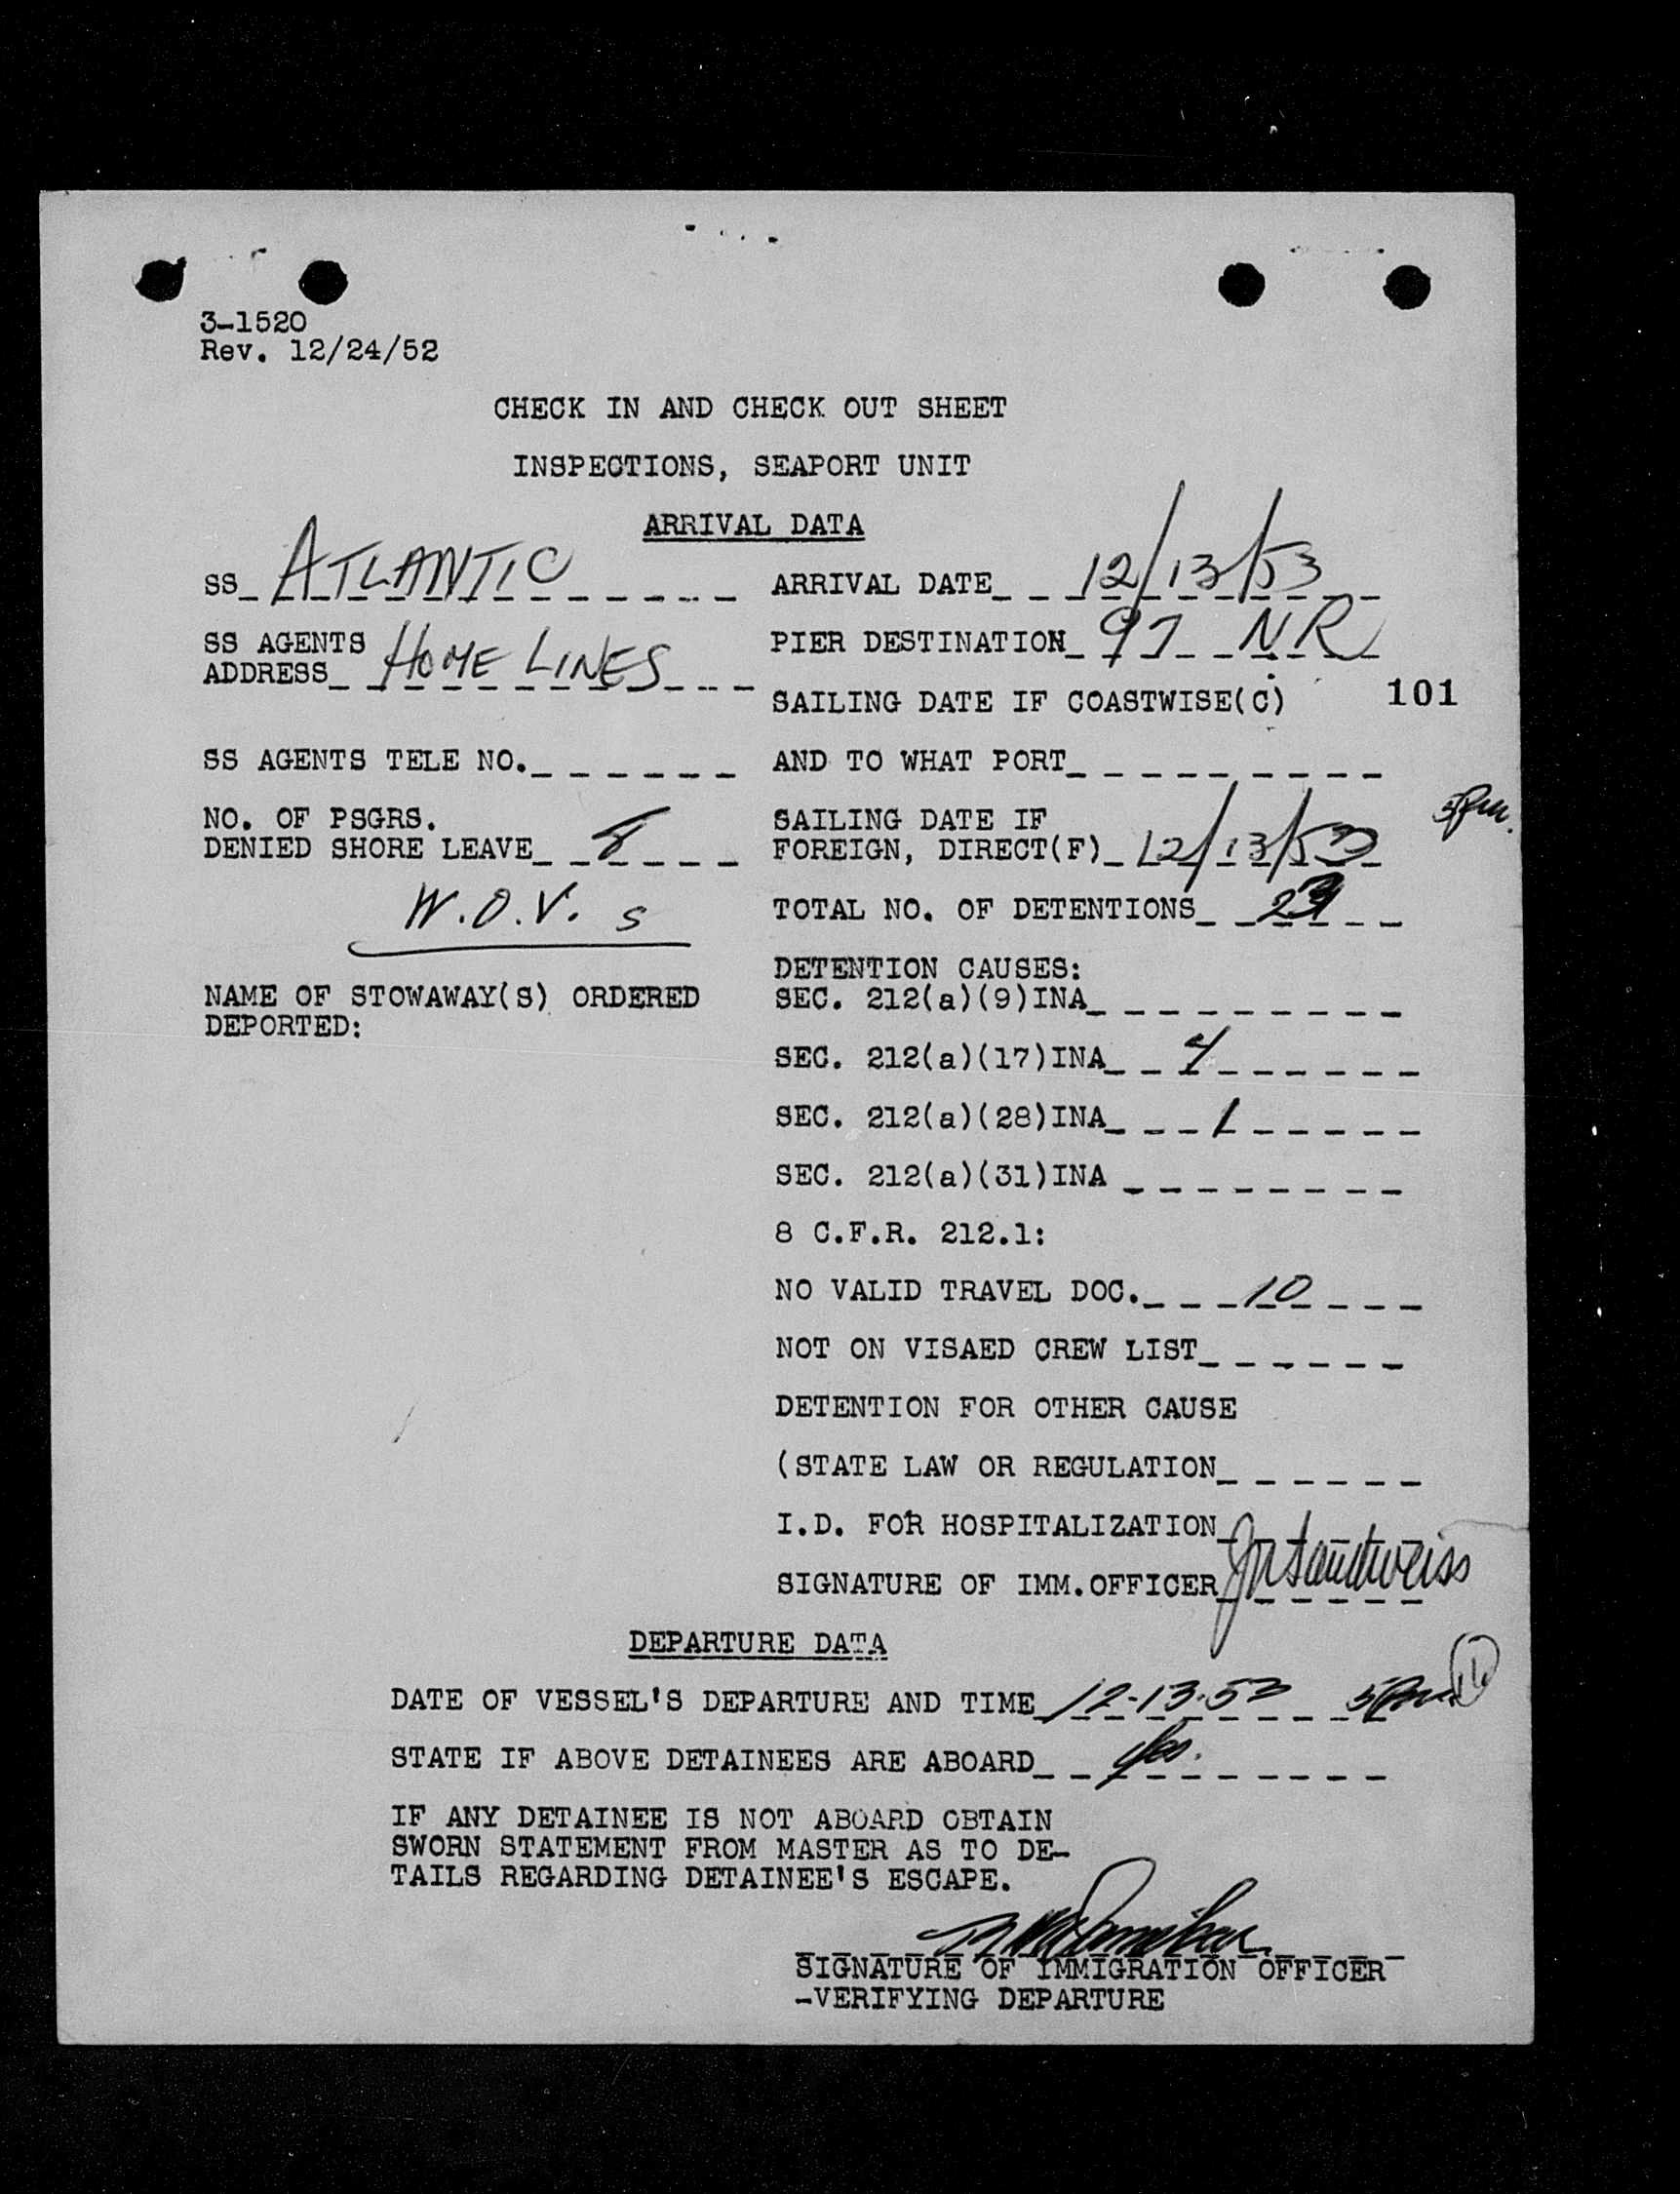 3-1520
Rev. 12/24/52
CHECK IN AND CHECK OUT SHEET
INSPECTIONS, SEAPORT UNIT
ARRIVAL DATA
SS ATLANTIC
ARRIVAL DATE 12/13/53
SS AGENTS
ADDRESS HOME LINES
PIER DESTINATION 97 NR
SAILING DATE IF COASTWISE(C)
101
SS AGENTS TELE NO.
AND TO WHAT PORT
NO. OF PSGRS.
DENIED SHORE LEAVE 8
W.O.V. s
SAILING DATE IF
FOREIGN, DIRECT(F) 12/13/53 5pm.
TOTAL NO. OF DETENTIONS
DETENTION CAUSES:
NAME OF STOWAWAY(S) ORDERED
DEPORTED:
SEC. 212(a)(9)INA
SEC. 212(a)(17)INA 4
SEC. 212(a)(28)INA 1
SEC. 212(a)(31)INA
8 C.F.R. 212.1:
NO VALID TRAVEL DOC. 10
NOT ON VISAED CREW LIST
DETENTION FOR OTHER CAUSE
(STATE LAW OR REGULATION
I.D. FOR HOSPITALIZATION
SIGNATURE OF IMM.OFFICER
DEPARTURE DATA
DATE OF VESSEL'S DEPARTURE AND TIME 12-13-53 5pm
STATE IF ABOVE DETAINEES ARE ABOARD Yes.
IF ANY DETAINEE IS NOT ABOARD OBTAIN
SWORN STATEMENT FROM MASTER AS TO DE-
TAILS REGARDING DETAINEE'S ESCAPE.
SIGNATURE OF IMMIGRATION OFFICER
-VERIFYING DEPARTURE